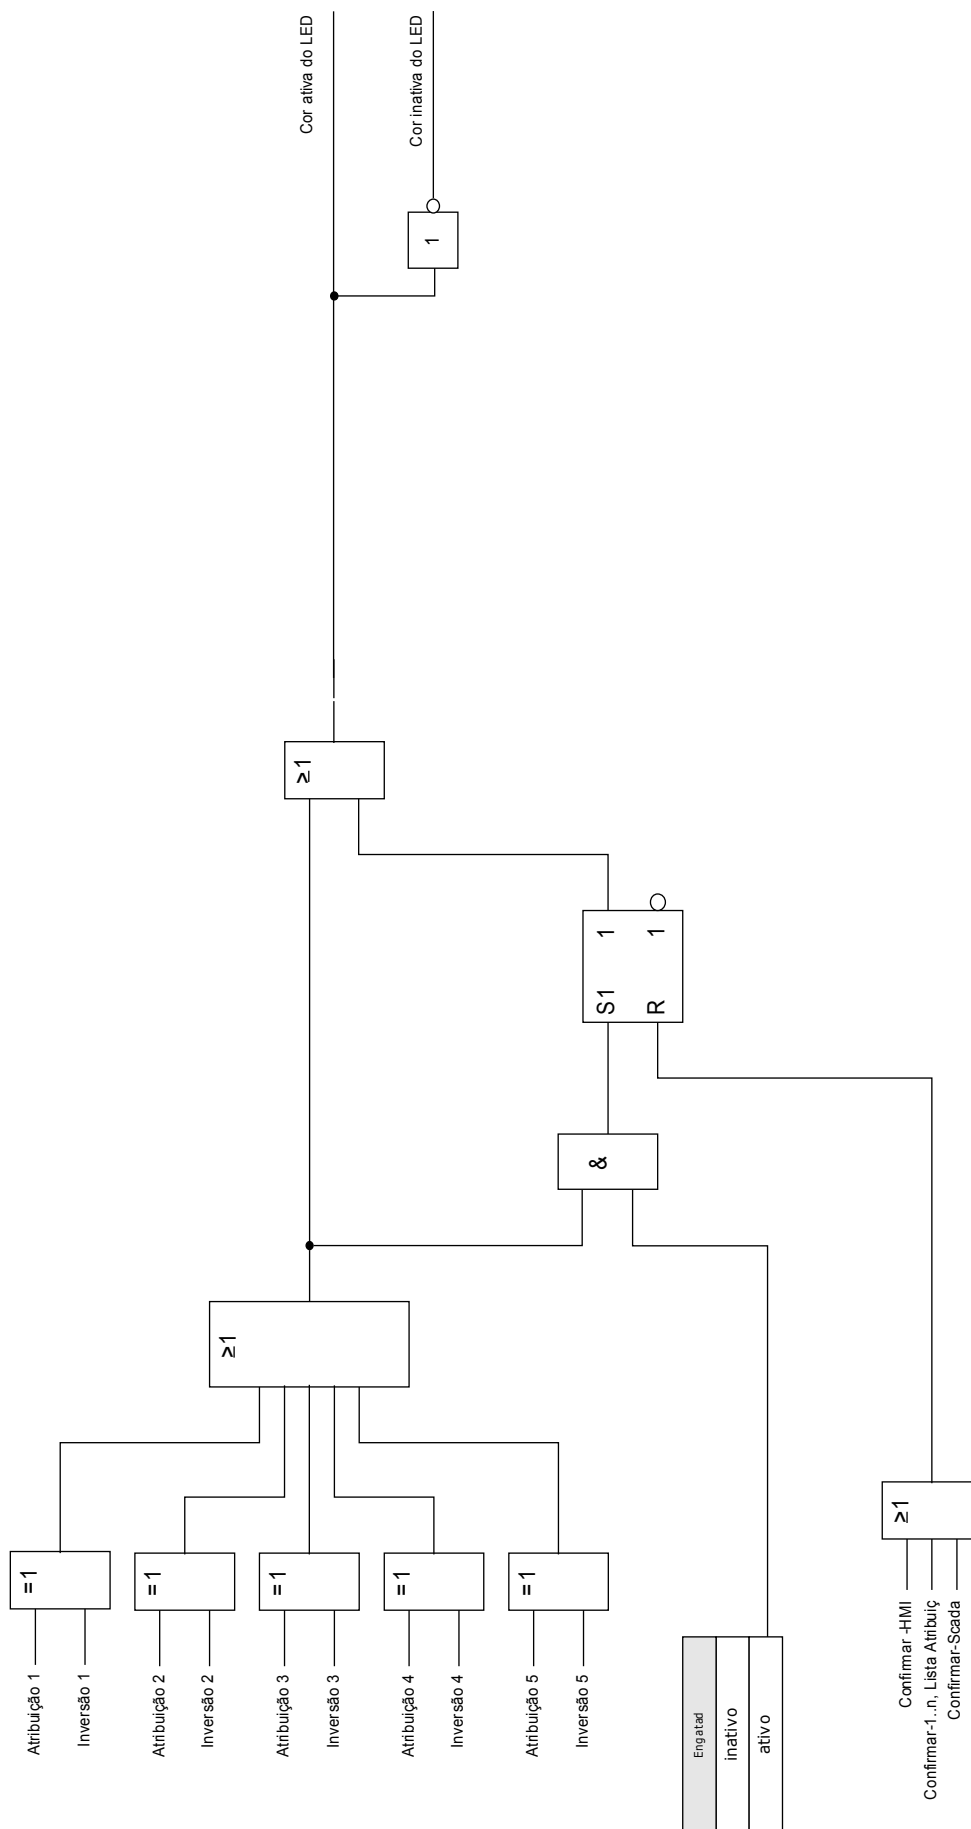 Atribuição 1
Inversão 1
Atribuição 2
Inversão 2
Atribuição 3
Inversão 3
Atribuição 4
Inversão 4
Atribuição 5
Inversão 5
=1
=1
=1
=1
=1
≥1
Engatad
inativo
ativo
&
Confirmar -HMI
Confirmar-1..n, Lista Atribuiç
Confirmar-Scada
≥1
S1 1
R 1
≥1
1
Cor ativa do LED
Cor inativa do LED